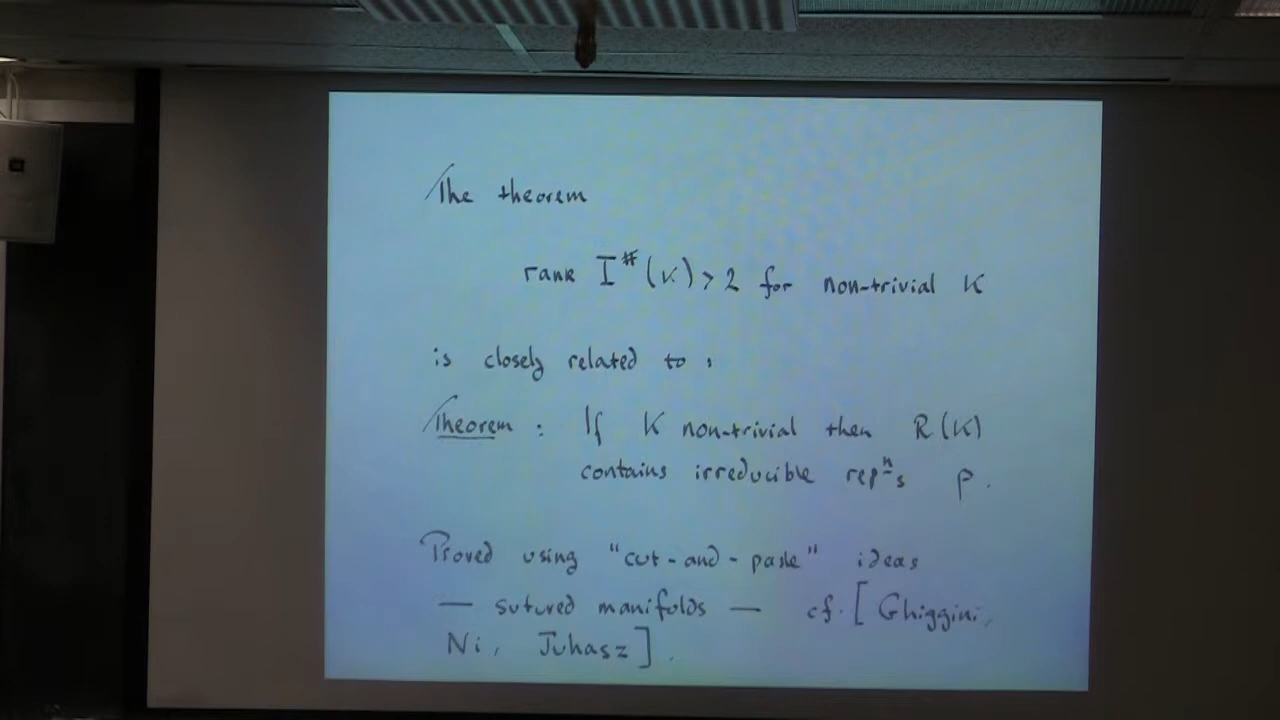 The theorem
rank I^#(K) > 2 for non-trivial K
is closely related to :
Theorem : If K non-trivial then R(K)
contains irreducible rep^n s ρ.
Proved using "cut-and-paste" ideas
— sutured manifolds — cf. [Ghiggini,
Ni, Juhasz].